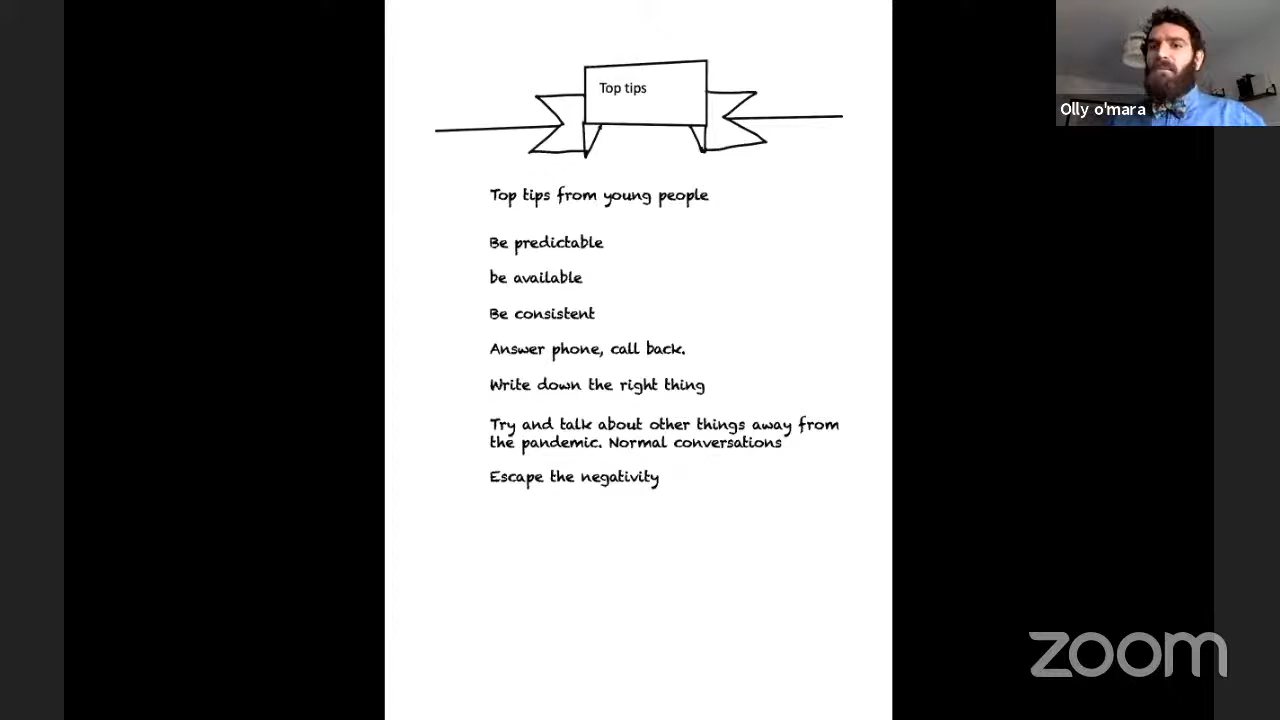 Top tips
Olly o'mara
Top tips from young people
Be predictable
be available
Be consistent
Answer phone, call back.
Write down the right thing
Try and talk about other things away from
the pandemic. Normal conversations
Escape the negativity
zoom